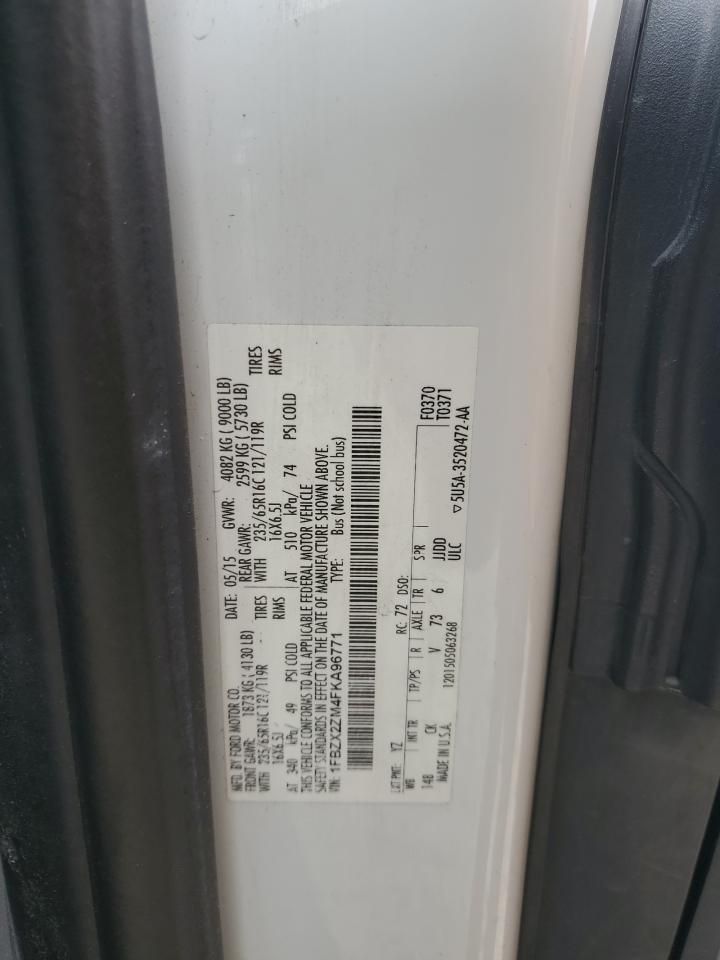 MFD. BY FORD MOTOR CO. DATE: 05/15 GVWR: 4082 KG ( 9000 LB)
FRONT GAWR: 1873 KG ( 4130 LB) REAR GAWR: 2599 KG ( 5730 LB)
WITH 235/65R16C 121/119R TIRES WITH 235/65R16C 121/119R TIRES
16X6.5J RIMS 16X6.5J RIMS
AT 340 kPa/ 49 PSI COLD AT 510 kPa/ 74 PSI COLD
THIS VEHICLE CONFORMS TO ALL APPLICABLE FEDERAL MOTOR VEHICLE
SAFETY STANDARDS IN EFFECT ON THE DATE OF MANUFACTURE SHOWN ABOVE.
VIN: 1FBZX2ZM4FKA96771 TYPE: Bus (Not school bus)
EXT PNT: YZ RC: 72 DSO: F0370
WB INT TR TP/PS R AXLE TR SPR T0371
148 CK V 73 6 JJDD
MADE IN U.S.A. 1201505063268 ULC ▽5U5A-3520472-AA